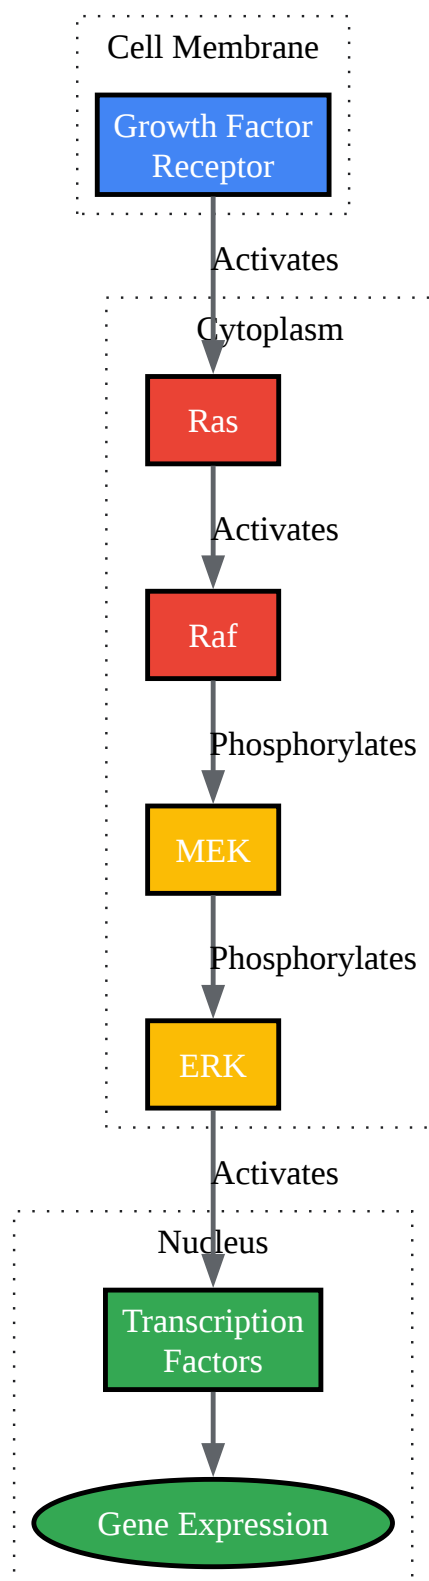 Cell Membrane
Growth Factor
Receptor
Activates
Cytoplasm
Ras
Activates
Raf
Phosphorylates
MEK
Phosphorylates
ERK
Activates
Nucleus
Transcription
Factors
Gene Expression